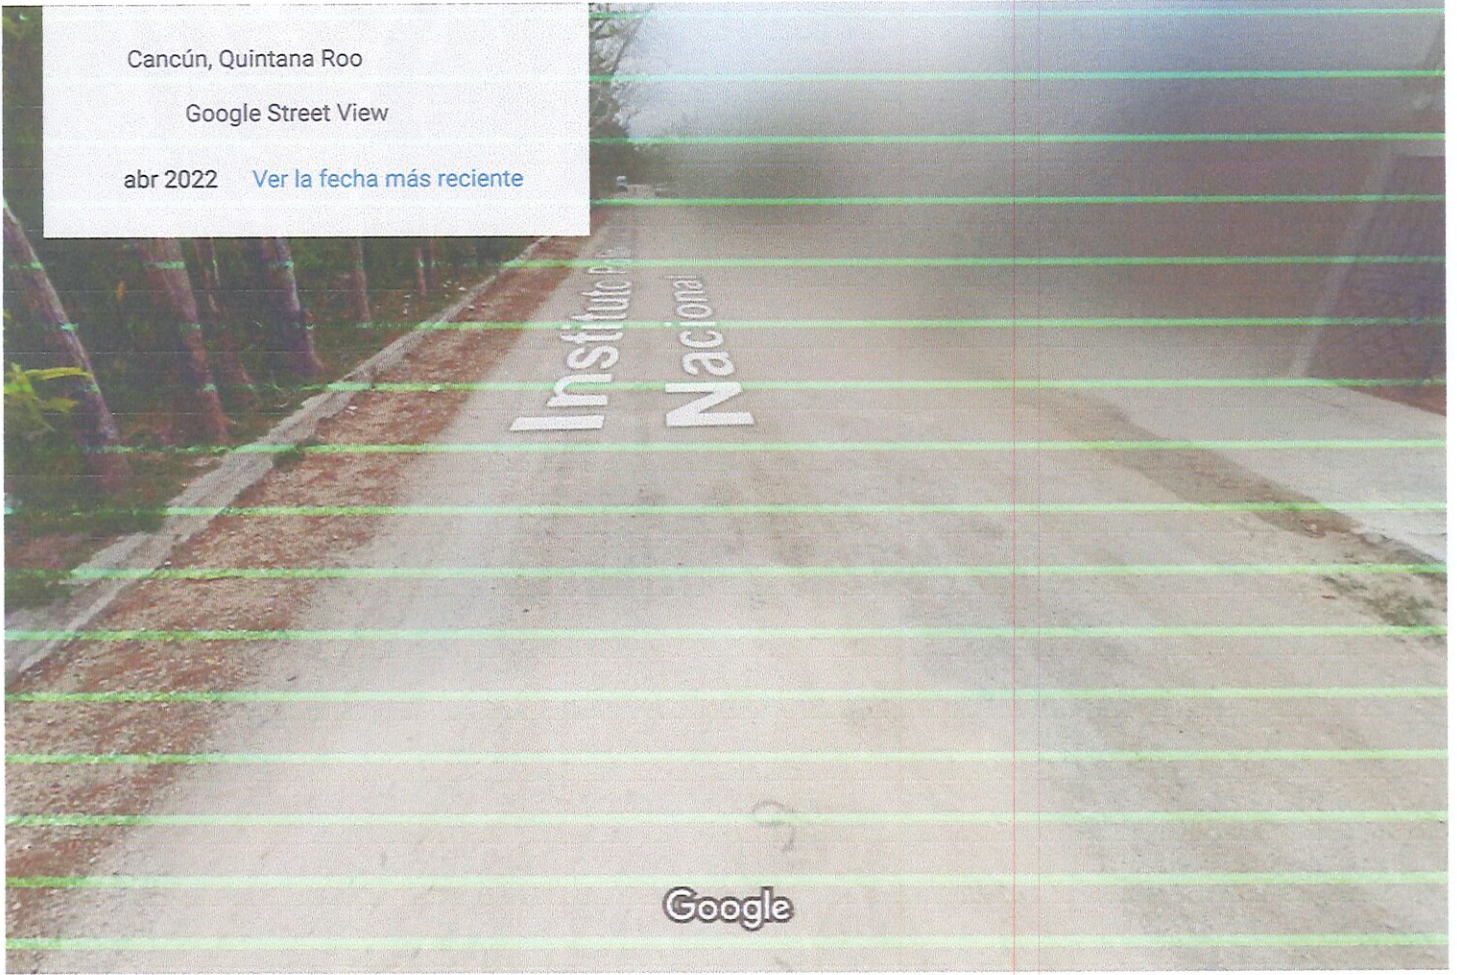 Cancún, Quintana Roo
Google Street View
abr 2022 Ver la fecha más reciente
Instituto
Nacional
Google